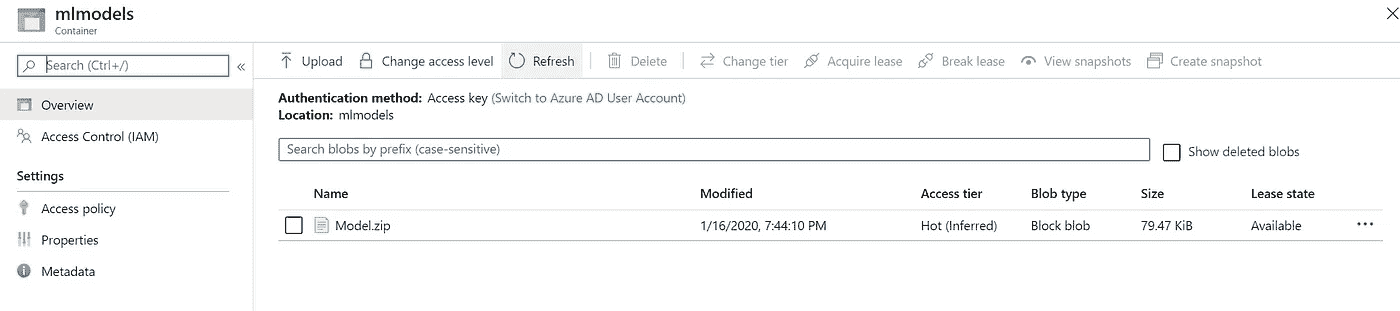 mlmodels
Container
Search (Ctrl+/)
«
Overview
Access Control (IAM)
Settings
Access policy
Properties
Metadata
Upload Change access level Refresh Delete Change tier Acquire lease Break lease View snapshots Create snapshot
Authentication method: Access key (Switch to Azure AD User Account)
Location: mlmodels
Search blobs by prefix (case-sensitive) Show deleted blobs
Name Modified Access tier Blob type Size Lease state
Model.zip 1/16/2020, 7:44:10 PM Hot (Inferred) Block blob 79.47 KiB Available